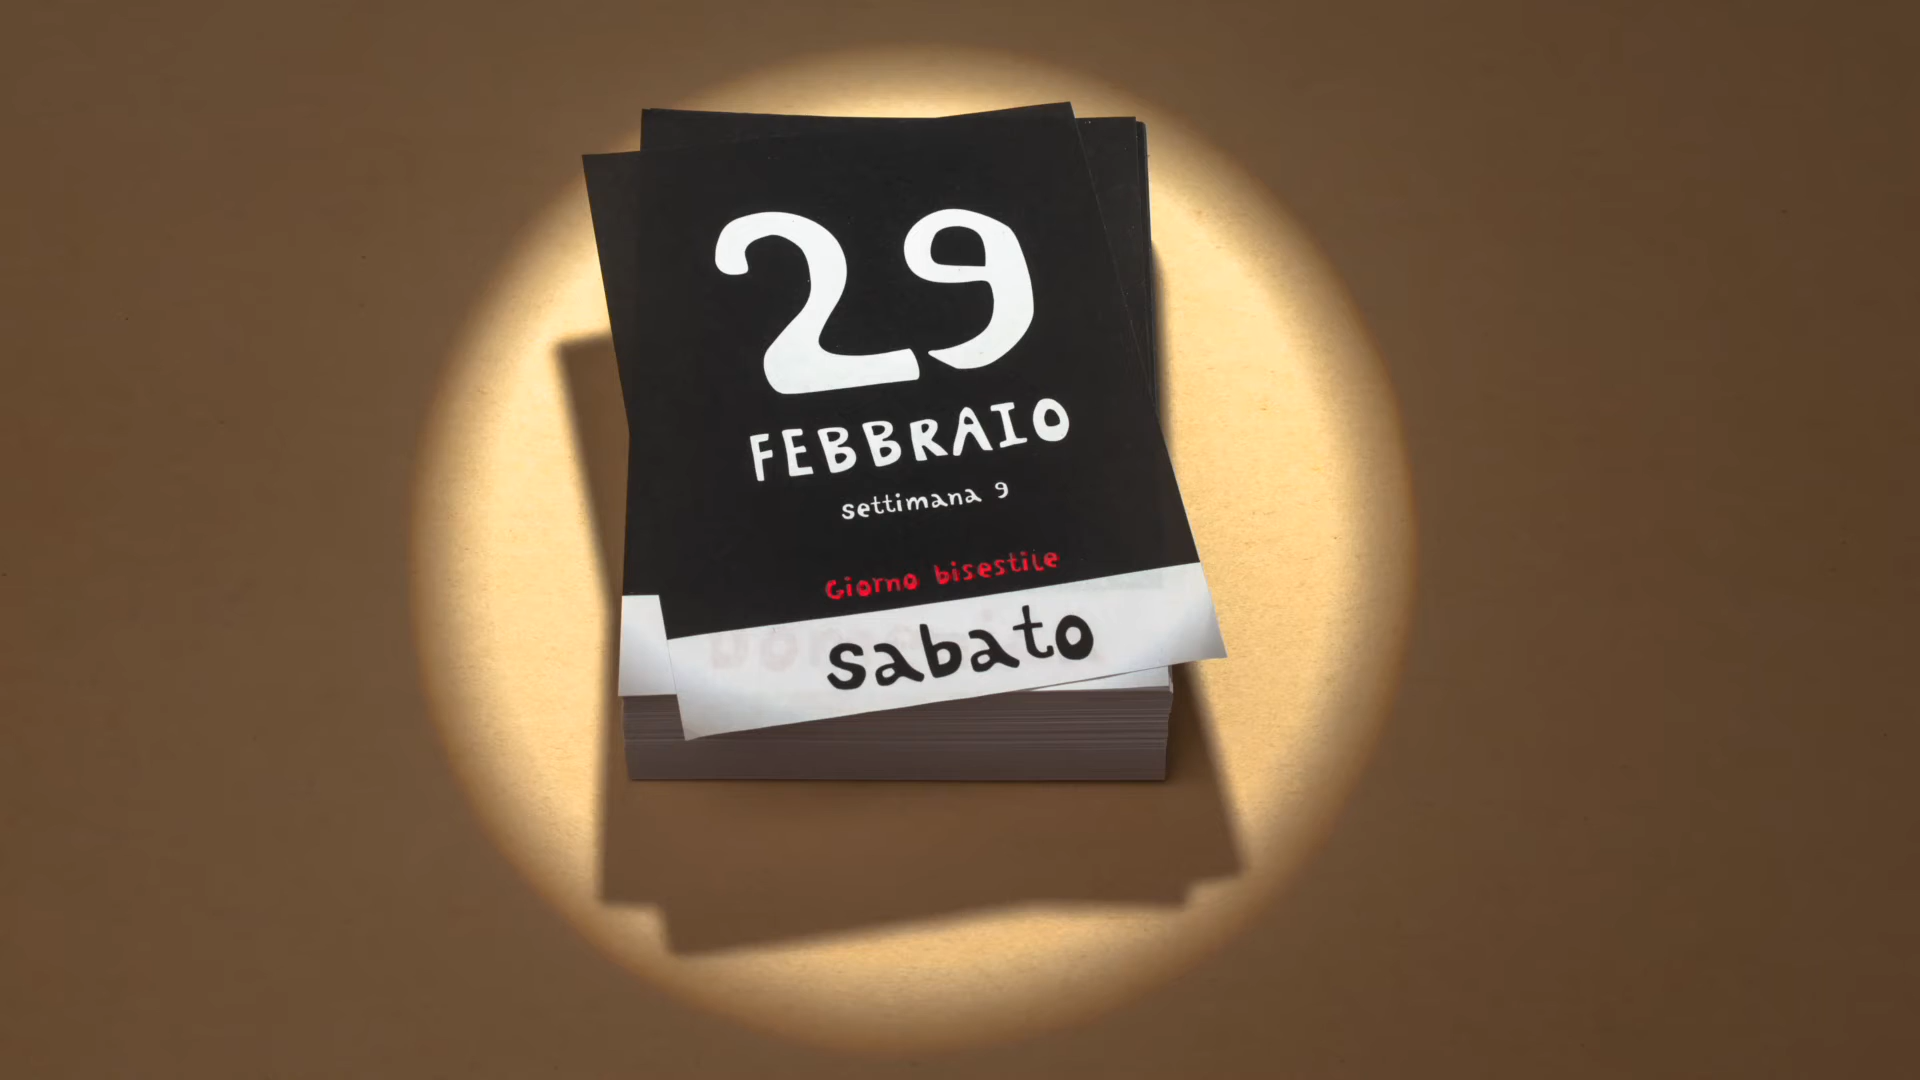 29
FEBBRAIO
settimana 9
Giorno bisestile
sabato